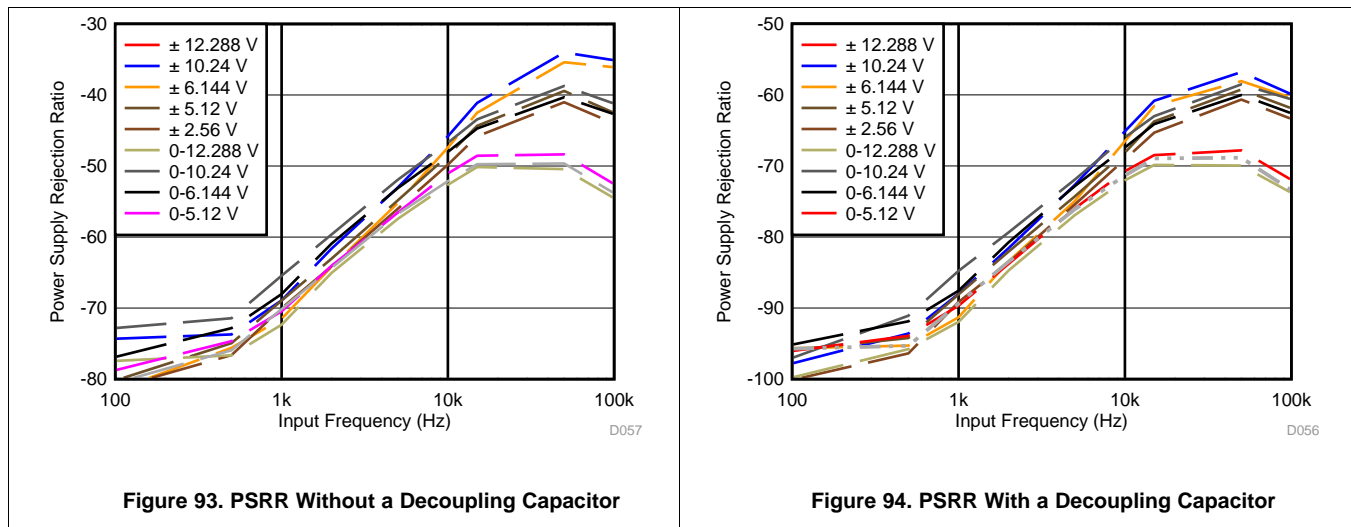 -30
-40
-50
-60
-70
-80
Power Supply Rejection Ratio
± 12.288 V
± 10.24 V
± 6.144 V
± 5.12 V
± 2.56 V
0-12.288 V
0-10.24 V
0-6.144 V
0-5.12 V
100
1k
10k
100k
Input Frequency (Hz)
D057
Figure 93. PSRR Without a Decoupling Capacitor
-50
-60
-70
-80
-90
-100
Power Supply Rejection Ratio
± 12.288 V
± 10.24 V
± 6.144 V
± 5.12 V
± 2.56 V
0-12.288 V
0-10.24 V
0-6.144 V
0-5.12 V
100
1k
10k
100k
Input Frequency (Hz)
D056
Figure 94. PSRR With a Decoupling Capacitor